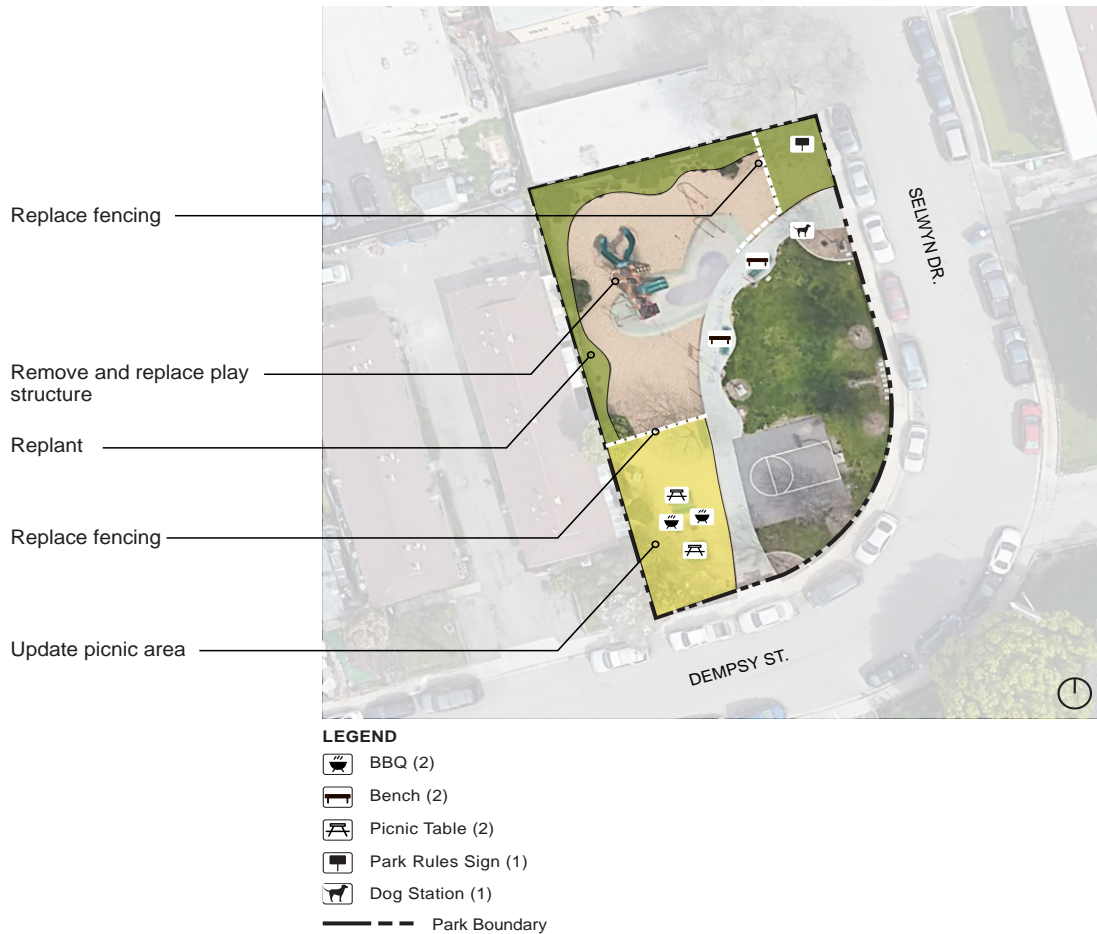 Replace fencing
Remove and replace play
structure
Replant
Replace fencing
Update picnic area
SELWYN DR.
DEMPSY ST.
LEGEND
BBQ (2)
Bench (2)
Picnic Table (2)
Park Rules Sign (1)
Dog Station (1)
Park Boundary